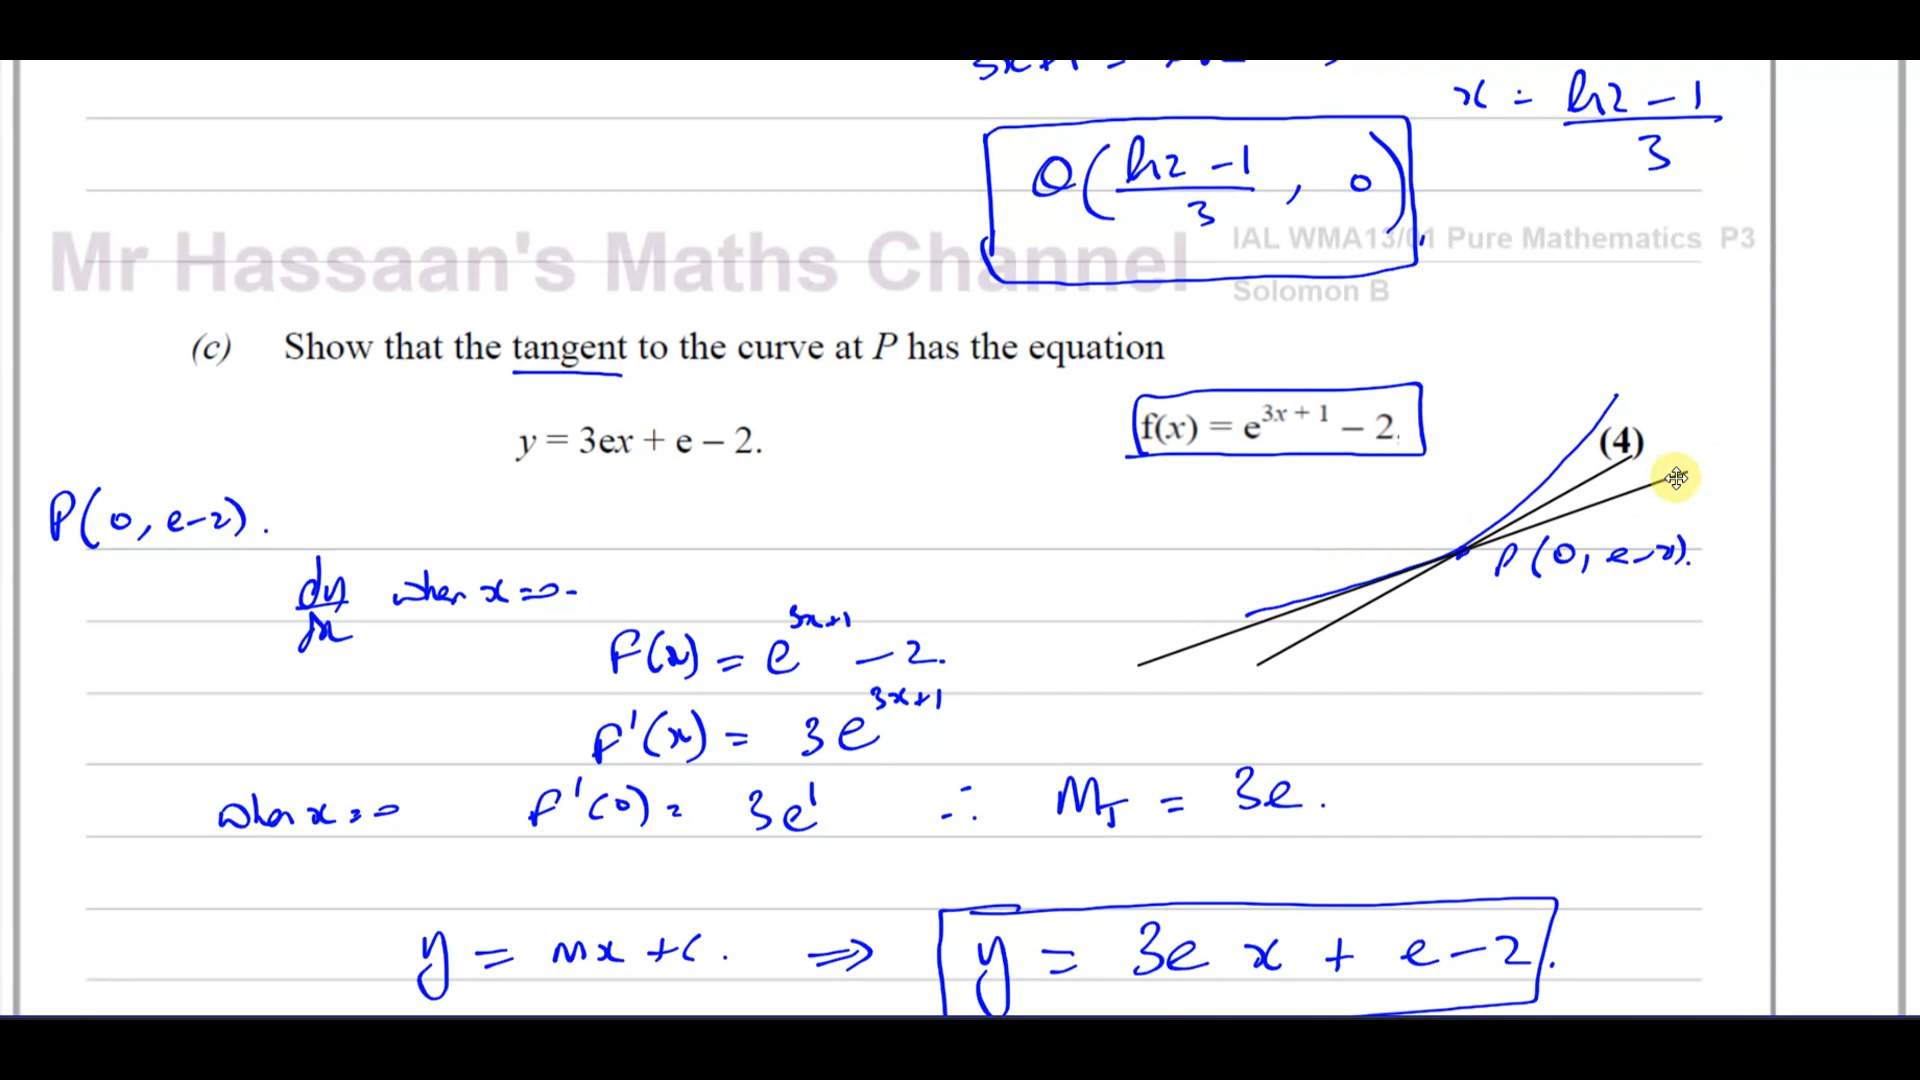 x = ln2 - 1 / 3
Q( ln2 - 1 / 3 , 0 )
Mr Hassaan's Maths Channel
IAL WMA13/01 Pure Mathematics P3
Solomon B
(c) Show that the tangent to the curve at P has the equation
y = 3ex + e – 2.
f(x) = e^{3x + 1} – 2,
(4)
P(0, e-2).
P(0, e-2).
dy/dx when x=0.
F(x) = e^{3x+1} - 2.
F'(x) = 3e^{3x+1}
when x=0 F'(0) = 3e^1 ∴ M_T = 3e.
y = mx + c. ⇒ y = 3e x + e - 2.